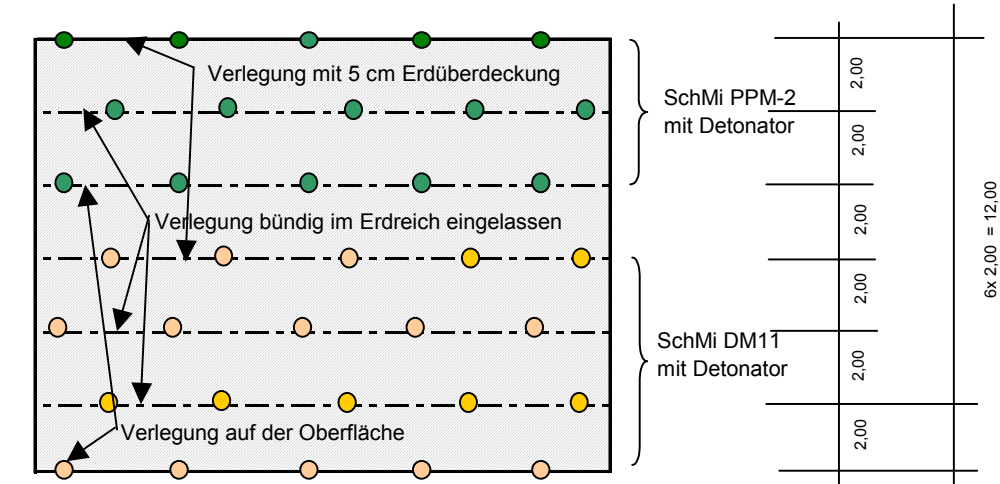 Verlegung mit 5 cm Erdüberdeckung
SchMi PPM-2
mit Detonator
Verlegung bündig im Erdreich eingelassen
SchMi DM11
mit Detonator
Verlegung auf der Oberfläche
2,00
2,00
2,00
2,00
2,00
2,00
6x 2,00 = 12,00